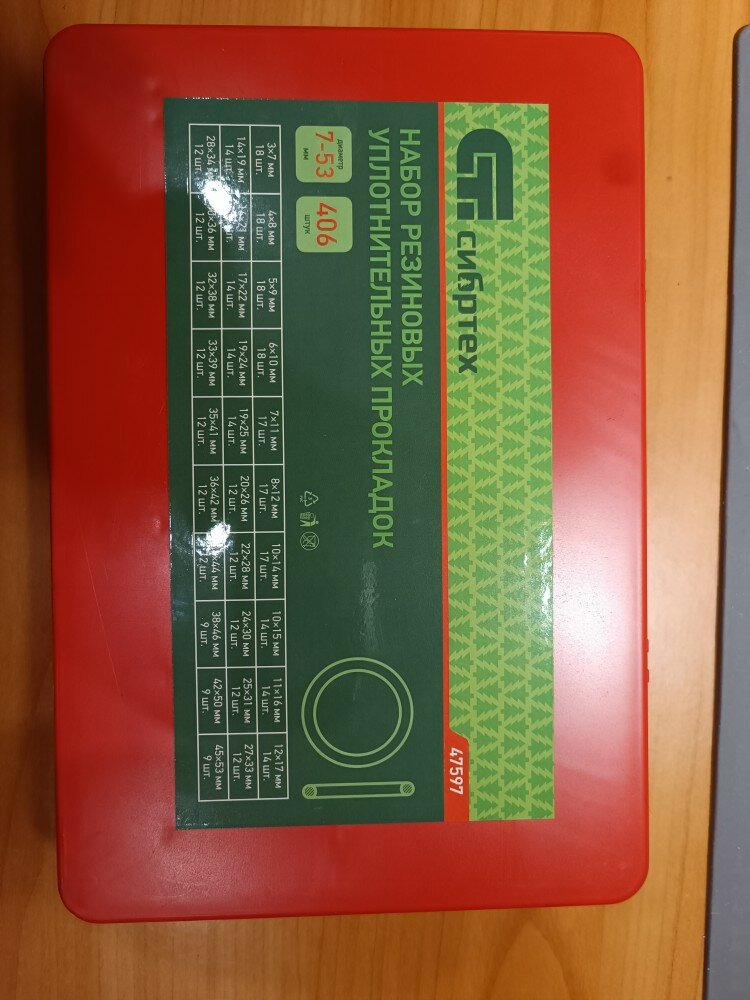 сибртех
47597
НАБОР РЕЗИНОВЫХ
УПЛОТНИТЕЛЬНЫХ ПРОКЛАДОК
диаметр
7-53
мм
406
штук
3×7 мм 4×8 мм 5×9 мм 6×10 мм 7×11 мм 8×12 мм 10×14 мм 10×15 мм 11×16 мм 12×17 мм
18 шт. 18 шт. 18 шт. 18 шт. 17 шт. 17 шт. 17 шт. 14 шт. 14 шт. 14 шт.
14×19 мм 17×22 мм 19×24 мм 19×25 мм 20×26 мм 22×28 мм 24×30 мм 25×31 мм 27×33 мм
14 шт. 14 шт. 14 шт. 14 шт. 12 шт. 12 шт. 12 шт. 12 шт. 12 шт.
28×34 мм 32×38 мм 33×39 мм 35×41 мм 36×42 мм 38×46 мм 42×50 мм 45×53 мм
12 шт. 12 шт. 12 шт. 12 шт. 12 шт. 12 шт. 9 шт. 9 шт. 9 шт.